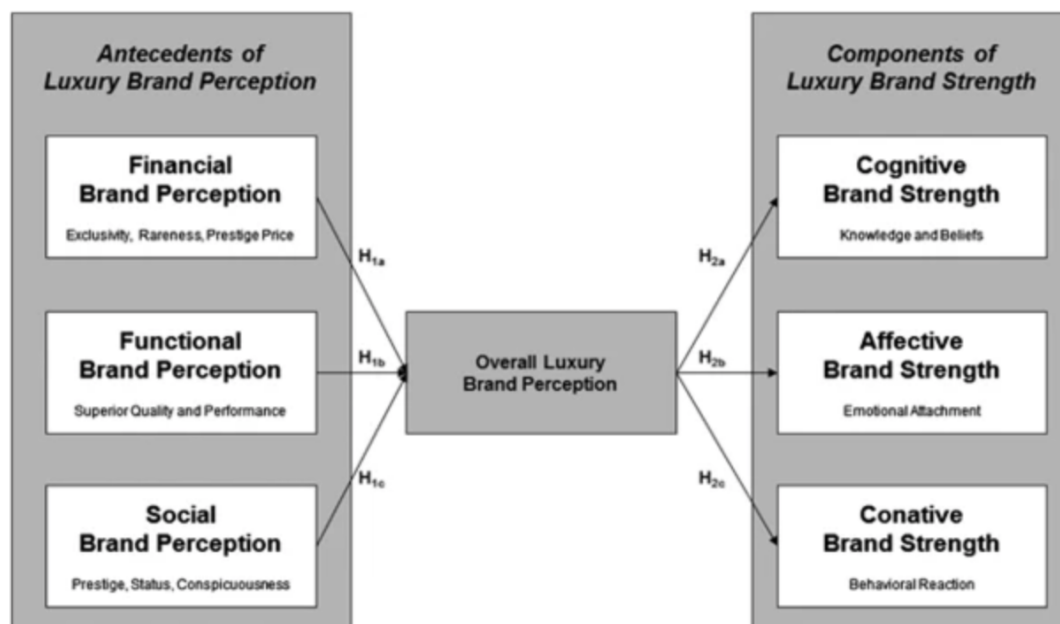 Antecedents of
Luxury Brand Perception
Financial
Brand Perception
Exclusivity, Rareness, Prestige Price
Functional
Brand Perception
Superior Quality and Performance
Social
Brand Perception
Prestige, Status, Conspicuousness
H1a
H1b
H1c
Overall Luxury
Brand Perception
H2a
H2b
H2c
Components of
Luxury Brand Strength
Cognitive
Brand Strength
Knowledge and Beliefs
Affective
Brand Strength
Emotional Attachment
Conative
Brand Strength
Behavioral Reaction